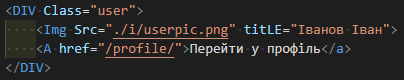 <DIV Class="user">
    <Img Src="./i/userpic.png" titLE="Іванов Іван">
    <A href="/profile/">Перейти у профіль</a>
</DIV>